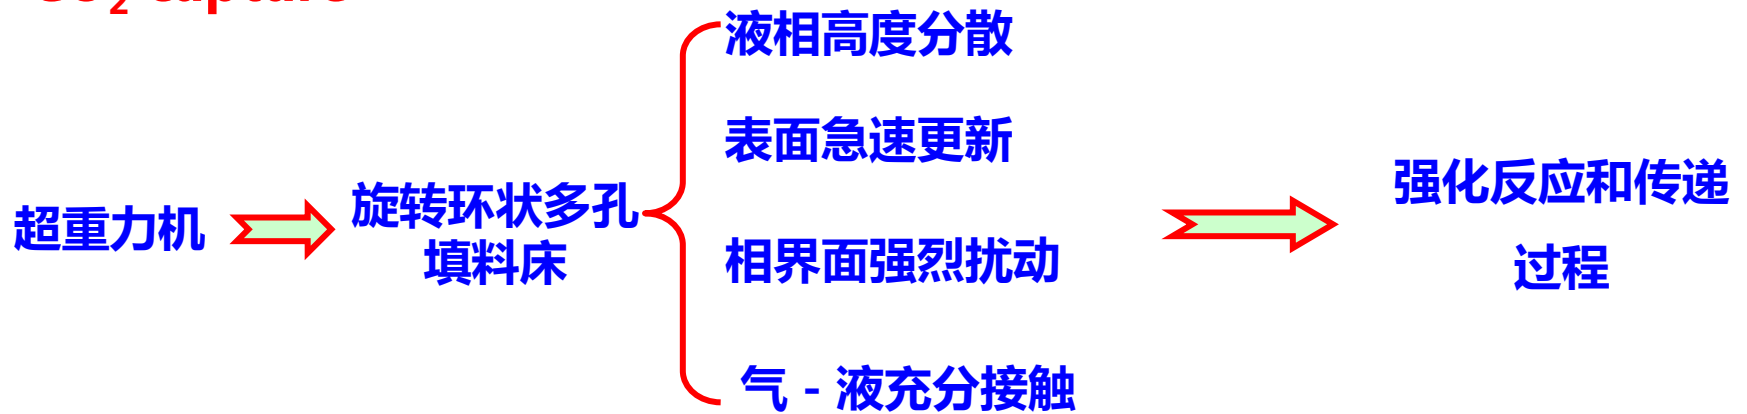 CO₂ capture
液相高度分散
表面急速更新
超重力机
旋转环状多孔
填料床
相界面强烈扰动
气 - 液充分接触
强化反应和传递
过程